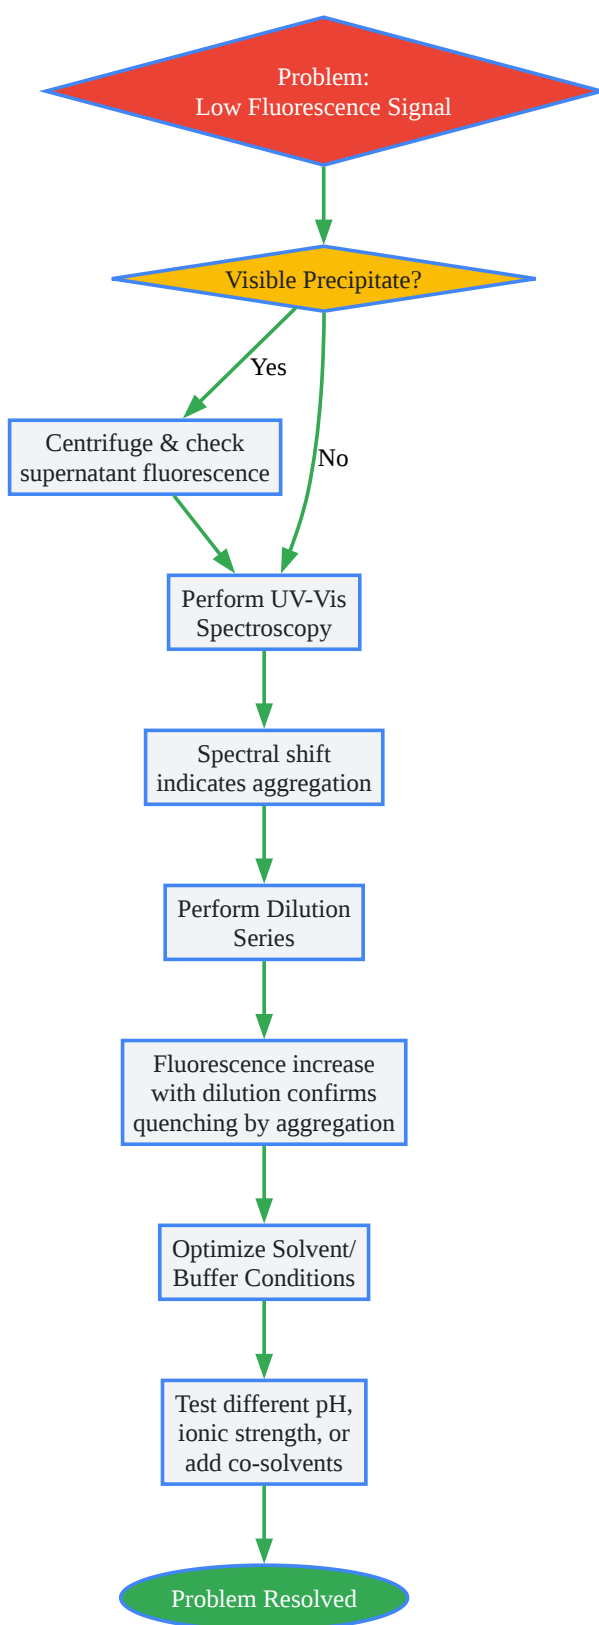 Problem:
Low Fluorescence Signal
Visible Precipitate?
Yes
Centrifuge & check
supernatant fluorescence
No
Perform UV-Vis
Spectroscopy
Spectral shift
indicates aggregation
Perform Dilution
Series
Fluorescence increase
with dilution confirms
quenching by aggregation
Optimize Solvent/
Buffer Conditions
Test different pH,
ionic strength, or
add co-solvents
Problem Resolved